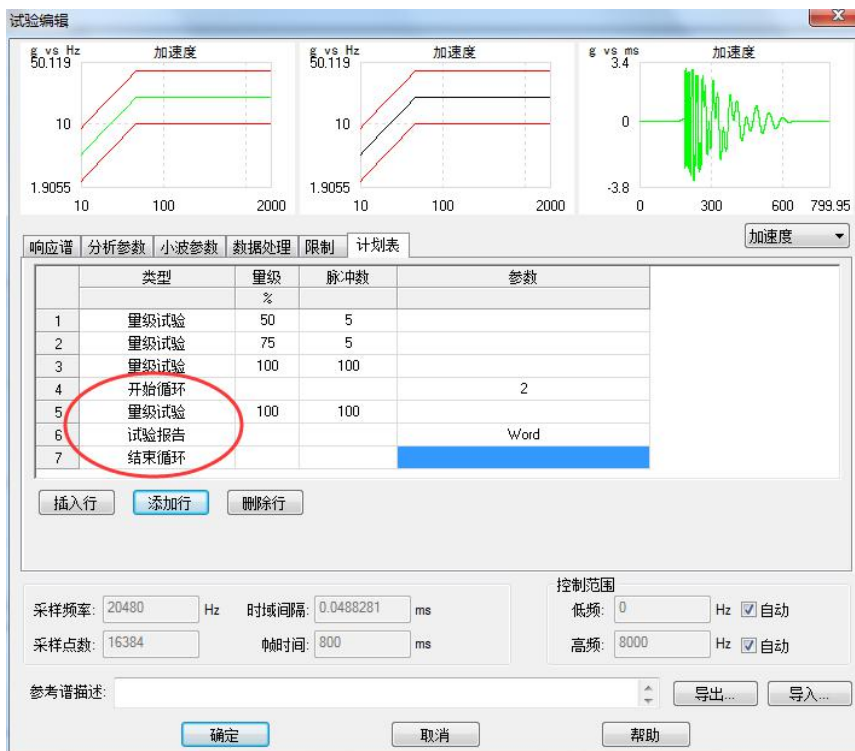 试验编辑
g vs Hz 加速度
50.119
10
1.9055
10 100 2000
g vs Hz 加速度
50.119
10
1.9055
10 100 2000
g vs ms 加速度
3.4
0
-3.8
0 300 600 799.95
加速度
响应谱 分析参数 小波参数 数据处理 限制 计划表
类型 量级 脉冲数 参数
%
1 量级试验 50 5
2 量级试验 75 5
3 量级试验 100 100
4 开始循环 2
5 量级试验 100 100
6 试验报告 Word
7 结束循环
插入行 添加行 删除行
控制范围
采样频率: 20480 Hz 时域间隔: 0.0488281 ms 低频: 0 Hz 自动
采样点数: 16384 帧时间: 800 ms 高频: 8000 Hz 自动
参考谱描述: 导出... 导入...
确定 取消 帮助